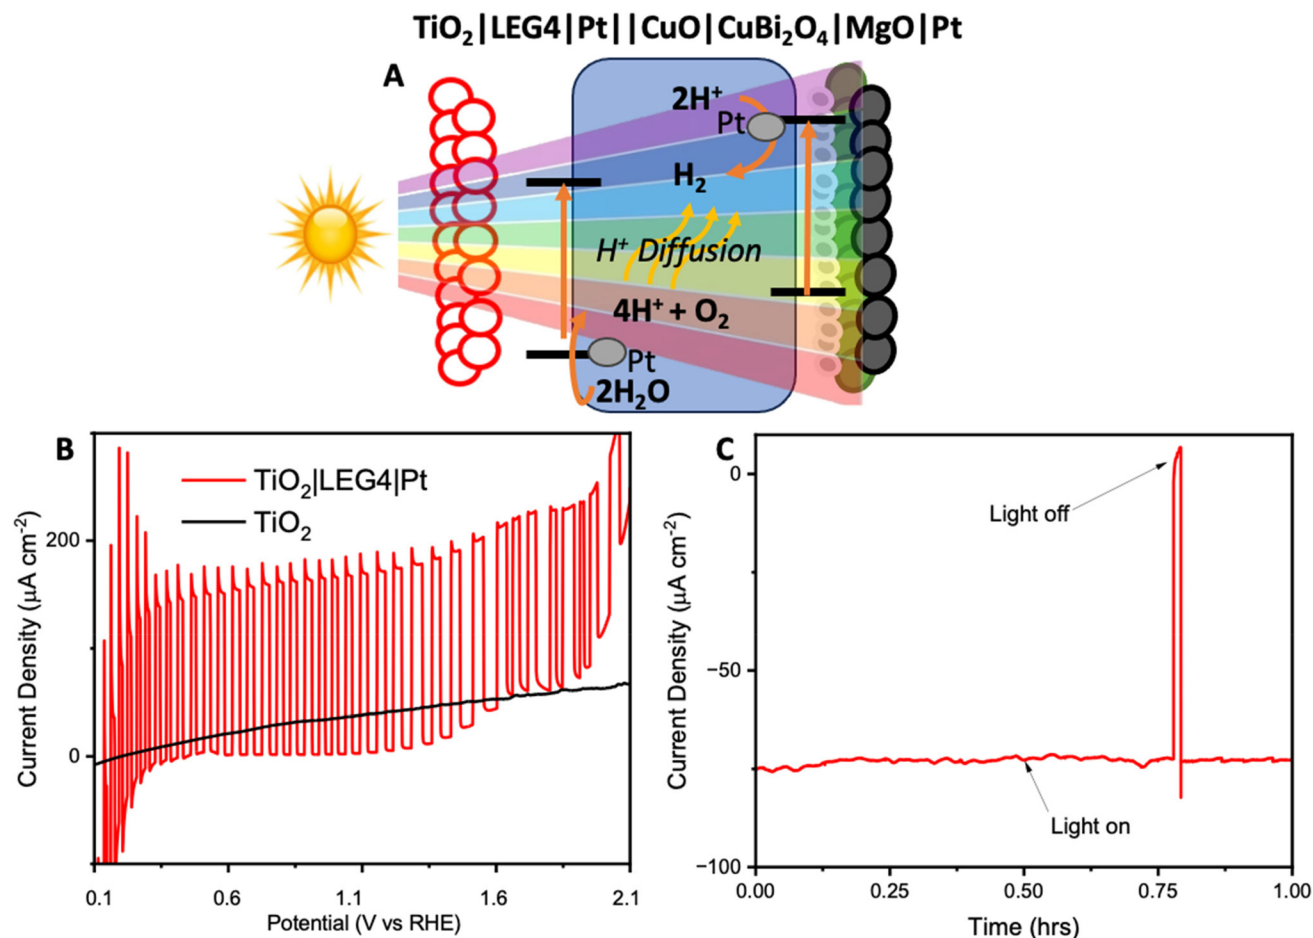 TiO₂|LEG4|Pt||CuO|CuBi₂O₄|MgO|Pt
A
2H⁺
Pt
H₂
H⁺ Diffusion
4H⁺ + O₂
Pt
2H₂O
B
TiO₂|LEG4|Pt
TiO₂
200
0
Current Density (μA cm⁻²)
0.1 0.6 1.1 1.6 2.1
Potential (V vs RHE)
C
0
Light off
−50
Light on
−100
Current Density (μA cm⁻²)
0.00 0.25 0.50 0.75 1.00
Time (hrs)